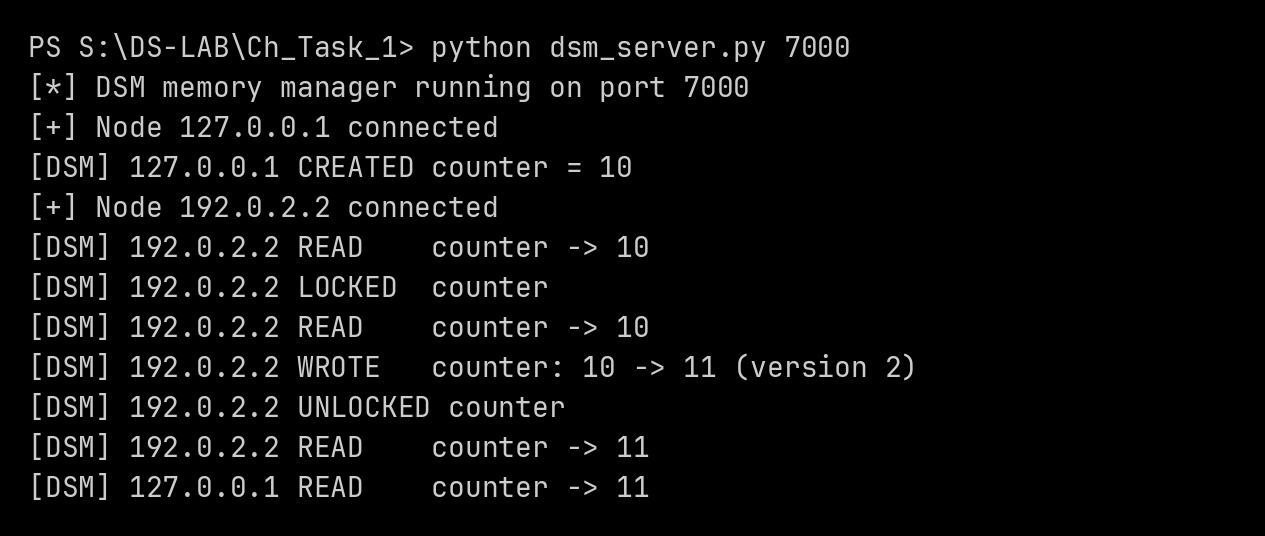 PS S:\DS-LAB\Ch_Task_1> python dsm_server.py 7000
[*] DSM memory manager running on port 7000
[+] Node 127.0.0.1 connected
[DSM] 127.0.0.1 CREATED counter = 10
[+] Node 192.0.2.2 connected
[DSM] 192.0.2.2 READ    counter -> 10
[DSM] 192.0.2.2 LOCKED  counter
[DSM] 192.0.2.2 READ    counter -> 10
[DSM] 192.0.2.2 WROTE   counter: 10 -> 11 (version 2)
[DSM] 192.0.2.2 UNLOCKED counter
[DSM] 192.0.2.2 READ    counter -> 11
[DSM] 127.0.0.1 READ    counter -> 11